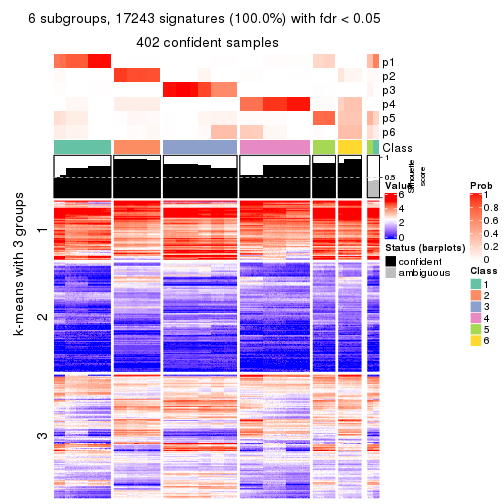 6 subgroups, 17243 signatures (100.0%) with fdr < 0.05
402 confident samples
p1
p2
p3
p4
p5
p6
Class
1
0.5
0
Silhouette
score
k-means with 3 groups
1
2
3
Value
6
4
2
0
Status (barplots)
confident
ambiguous
Prob
1
0.8
0.6
0.4
0.2
0
Class
1
2
3
4
5
6